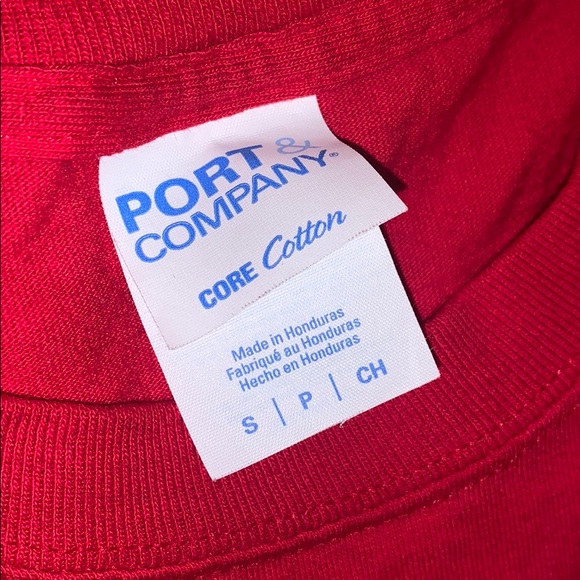 PORT &
COMPANY®
CORE Cotton
Made in Honduras
Fabriqué au Honduras
Hecho en Honduras
S | P | CH